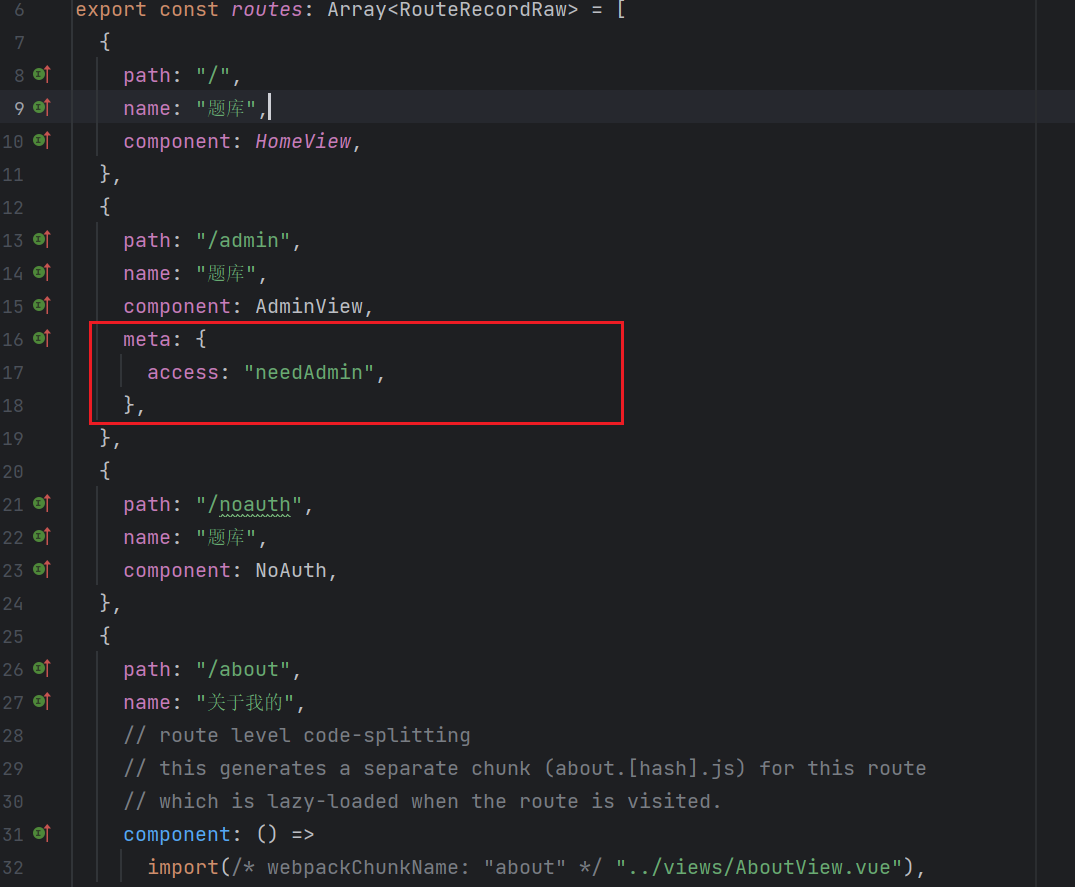 6 export const routes: Array<RouteRecordRaw> = [
7 {
8 path: "/",
9 name: "题库",
10 component: HomeView,
11 },
12 {
13 path: "/admin",
14 name: "题库",
15 component: AdminView,
16 meta: {
17 access: "needAdmin",
18 },
19 },
20 {
21 path: "/noauth",
22 name: "题库",
23 component: NoAuth,
24 },
25 {
26 path: "/about",
27 name: "关于我的",
28 // route level code-splitting
29 // this generates a separate chunk (about.[hash].js) for this route
30 // which is lazy-loaded when the route is visited.
31 component: () =>
32 import(/* webpackChunkName: "about" */ "../views/AboutView.vue"),